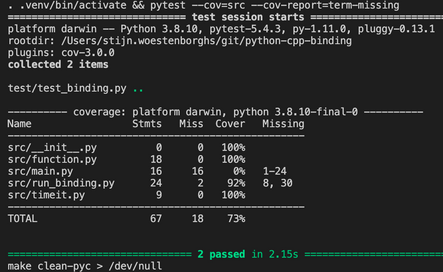 . .venv/bin/activate && pytest --cov=src --cov-report=term-missing
============================= test session starts =============================
platform darwin -- Python 3.8.10, pytest-5.4.3, py-1.11.0, pluggy-0.13.1
rootdir: /Users/stijn.woestenborghs/git/python-cpp-binding
plugins: cov-3.0.0
collected 2 items

test/test_binding.py ..

---------- coverage: platform darwin, python 3.8.10-final-0 ----------
Name                 Stmts   Miss  Cover   Missing
--------------------------------------------------
src/__init__.py          0      0   100%
src/function.py         18      0   100%
src/main.py             16     16     0%   1-24
src/run_binding.py      24      2    92%   8, 30
src/timeit.py            9      0   100%
--------------------------------------------------
TOTAL                   67     18    73%

============================== 2 passed in 2.15s ==============================
make clean-pyc > /dev/null